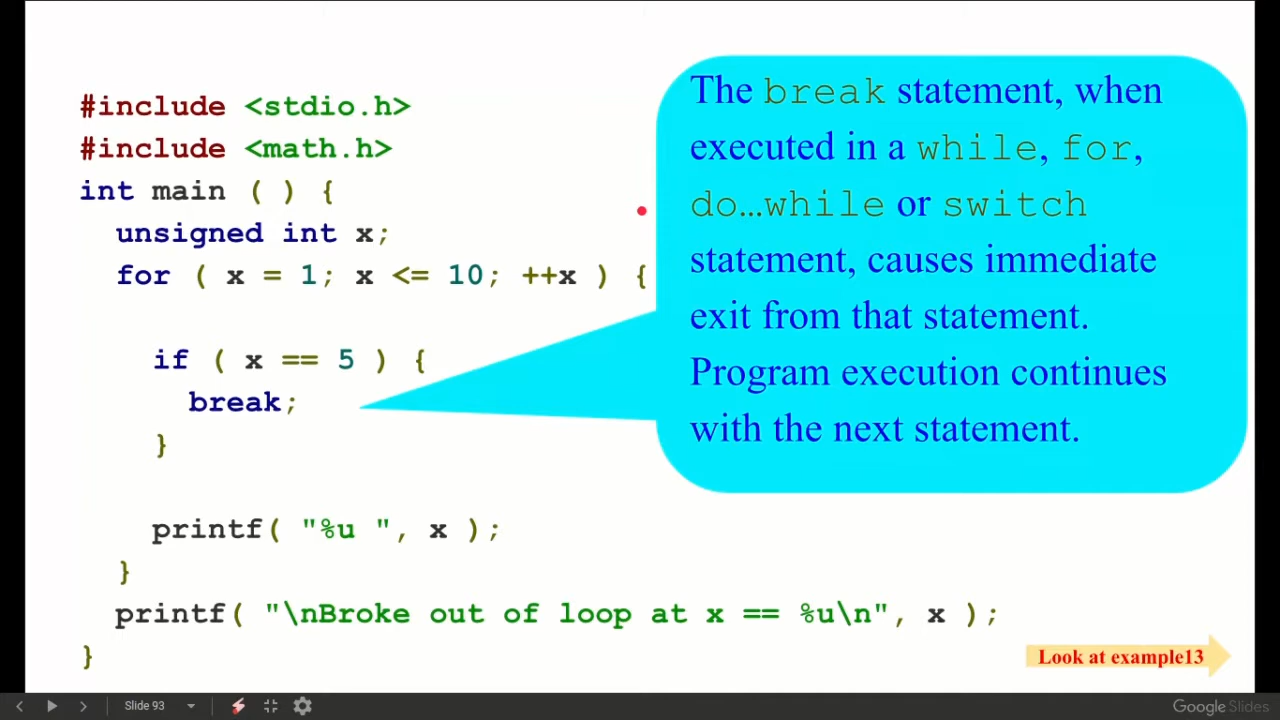 #include <stdio.h>
#include <math.h>
int main ( ) {
unsigned int x;
for ( x = 1; x <= 10; ++x ) {
if ( x == 5 ) {
break;
}
printf( "%u ", x );
}
printf( "\nBroke out of loop at x == %u\n", x );
}
The break statement, when
executed in a while, for,
do…while or switch
statement, causes immediate
exit from that statement.
Program execution continues
with the next statement.
Look at example13
Slide 93
Google Slides